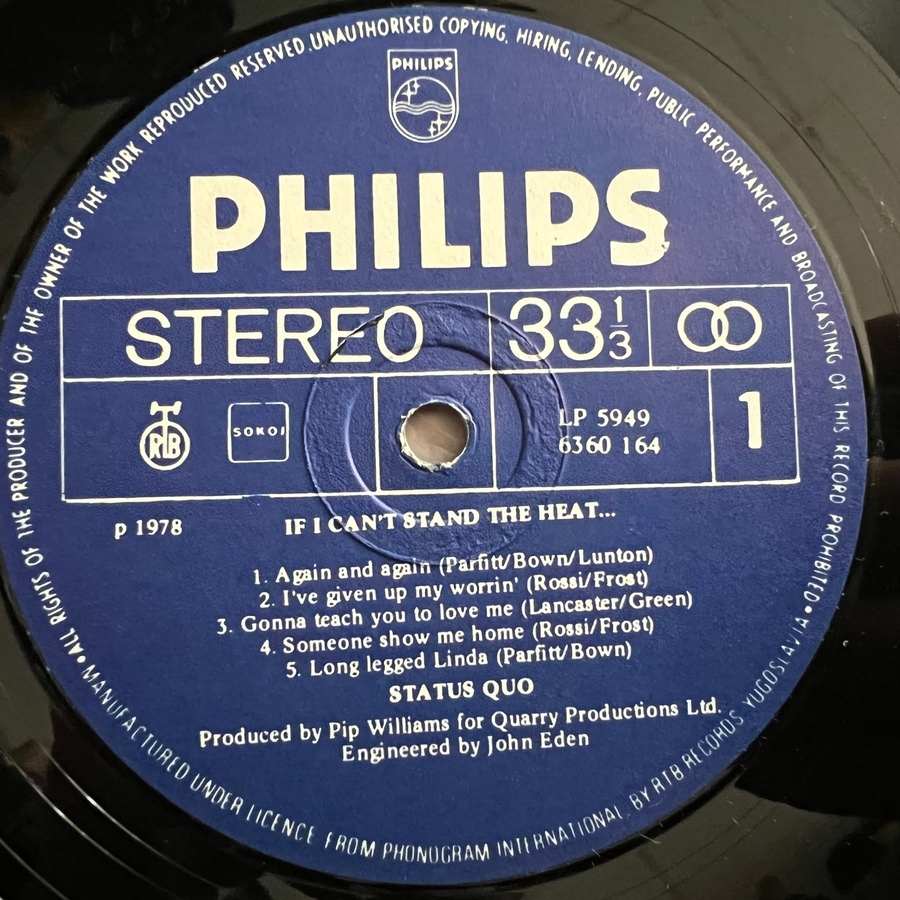 PHILIPS
PHILIPS
STEREO
33 1/3
RTB
SOKOJ
LP 5949
6360 164
1
p 1978
IF I CAN'T STAND THE HEAT...
1. Again and again (Parfitt/Bown/Lunton)
2. I've given up my worrin' (Rossi/Frost)
3. Gonna teach you to love me (Lancaster/Green)
4. Someone show me home (Rossi/Frost)
5. Long legged Linda (Parfitt/Bown)
STATUS QUO
Produced by Pip Williams for Quarry Productions Ltd.
Engineered by John Eden
•ALL RIGHTS OF THE PRODUCER AND OF THE OWNER OF THE WORK REPRODUCED RESERVED.UNAUTHORISED COPYING, HIRING, LENDING, PUBLIC PERFORMANCE AND BROADCASTING OF THIS RECORD PROHIBITED•
MANUFACTURED UNDER LICENCE FROM PHONOGRAM INTERNATIONAL BY RTB RECORDS YUGOSLAVIA